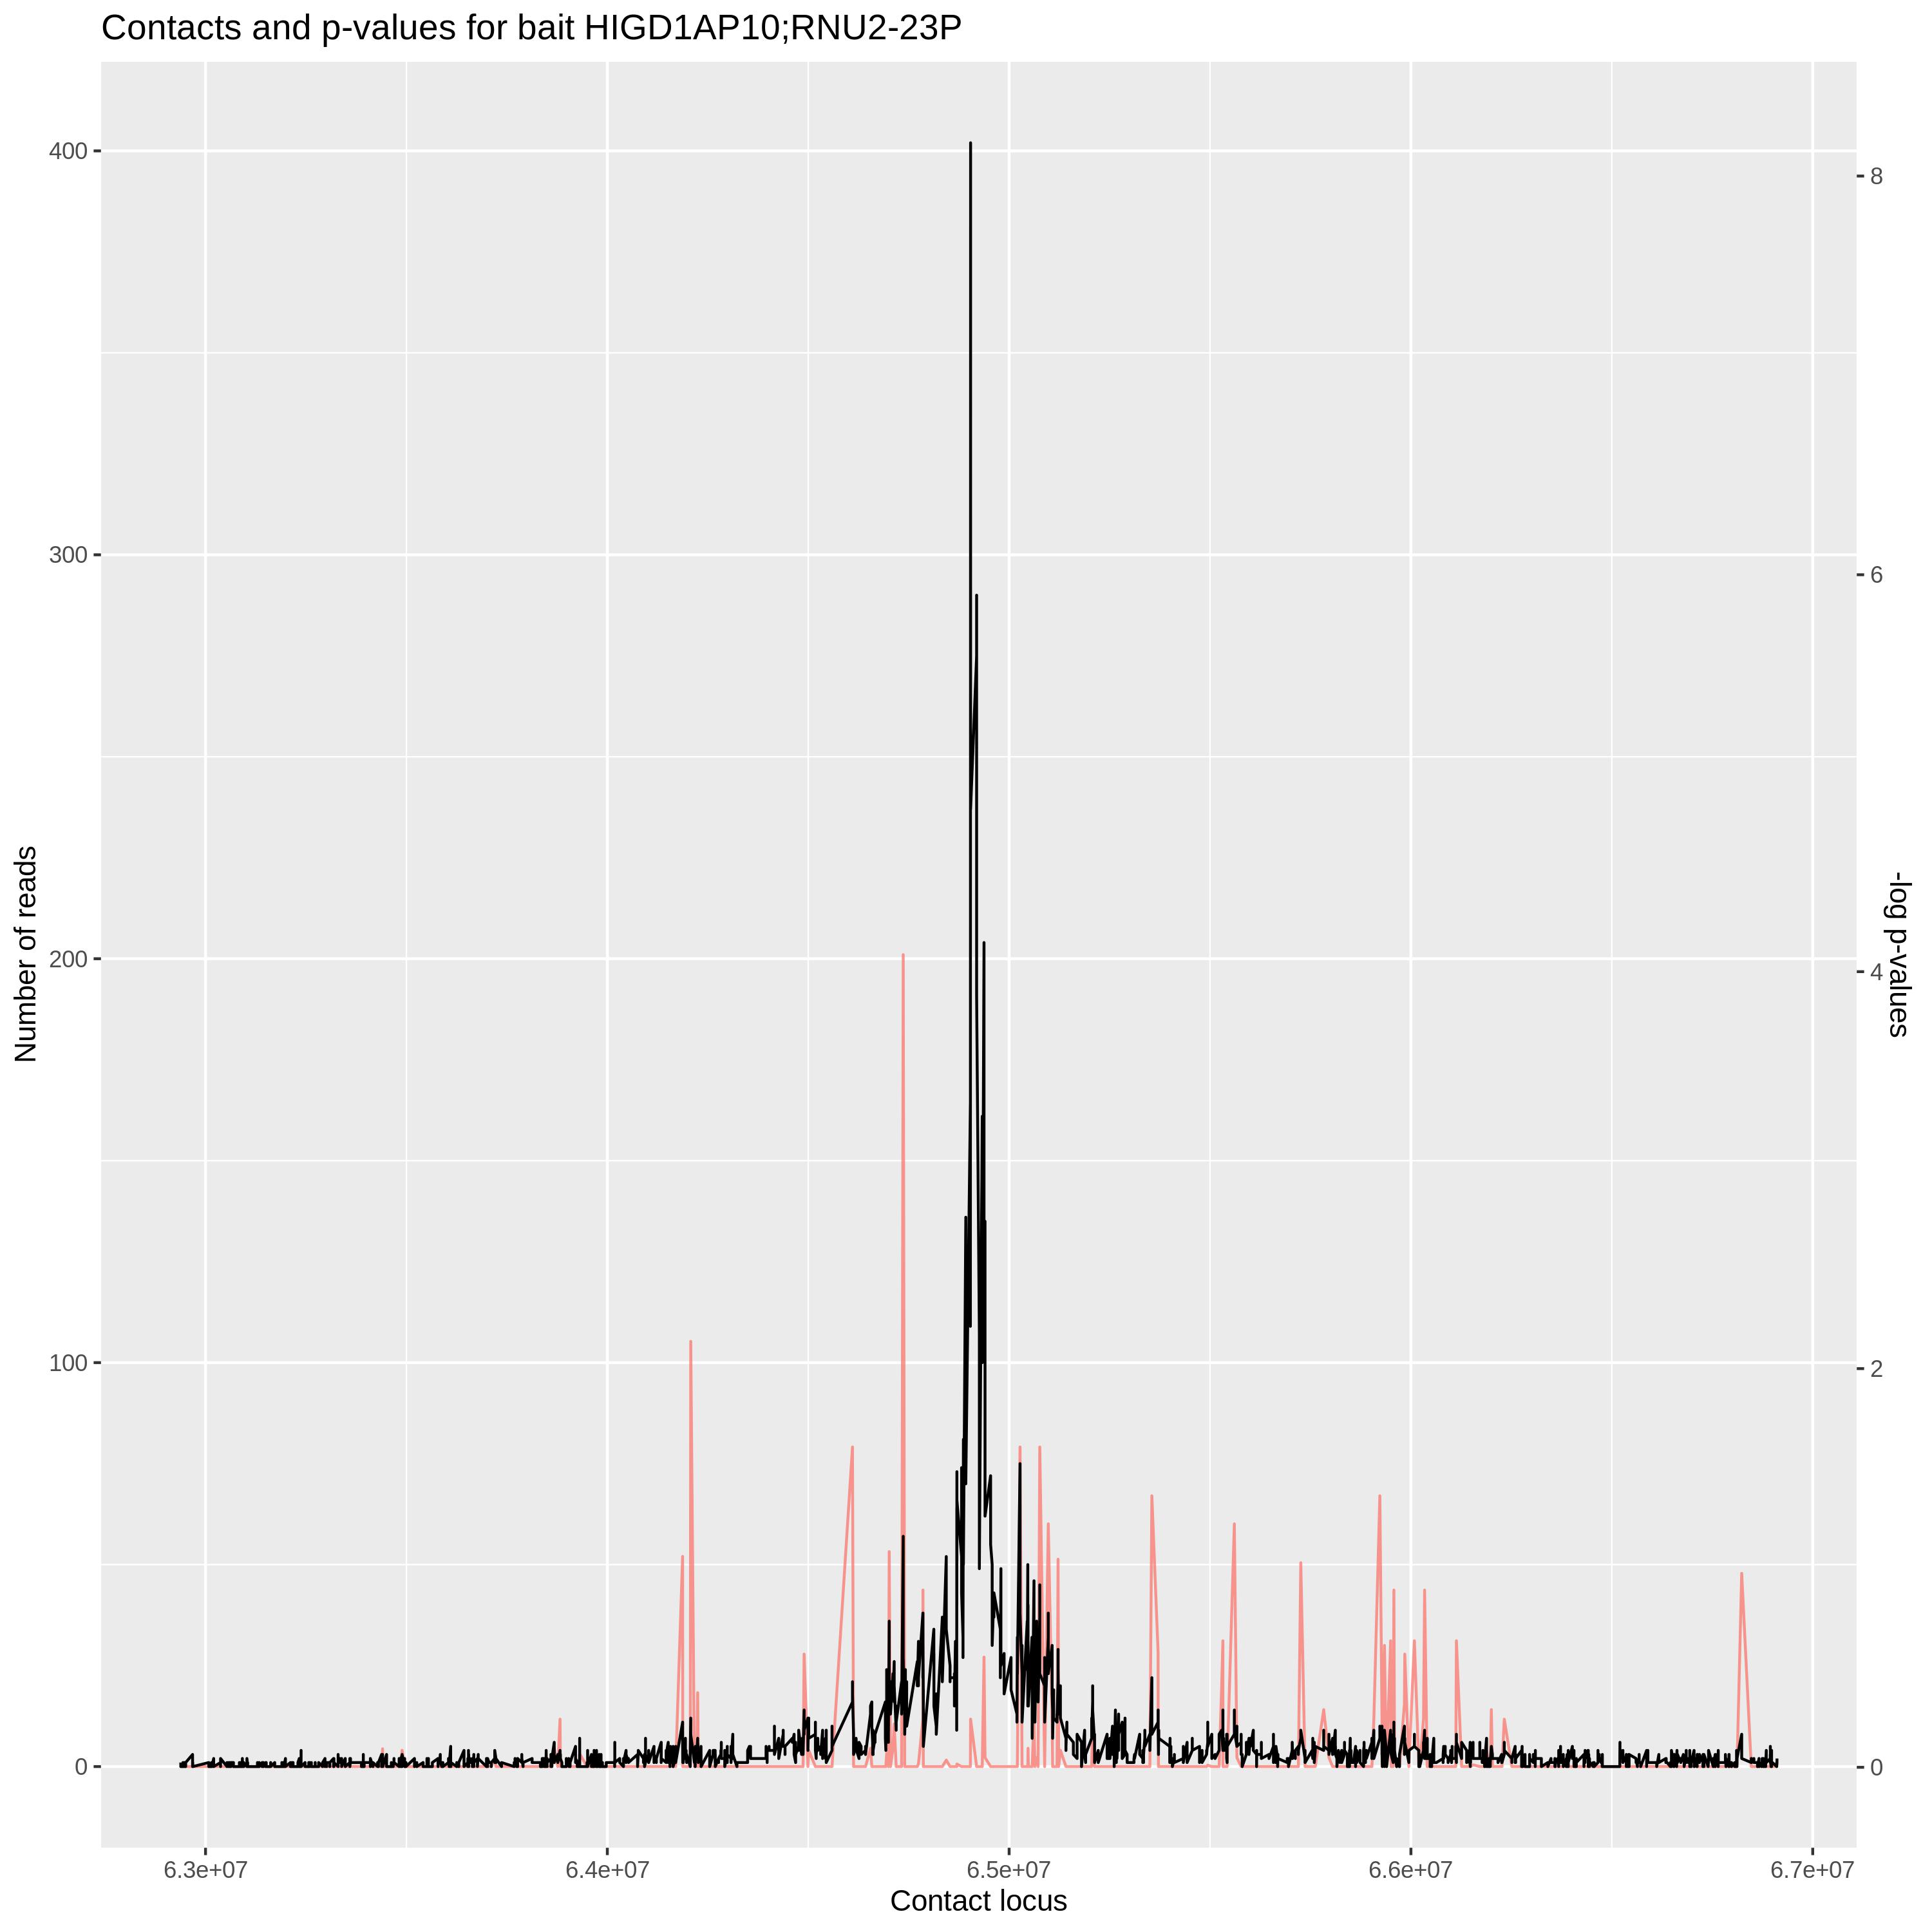 Contacts and p-values for bait HIGD1AP10;RNU2-23P
400
300
200
100
0
Number of reads
8
6
4
2
0
-log p-values
6.3e+07
6.4e+07
6.5e+07
6.6e+07
6.7e+07
Contact locus